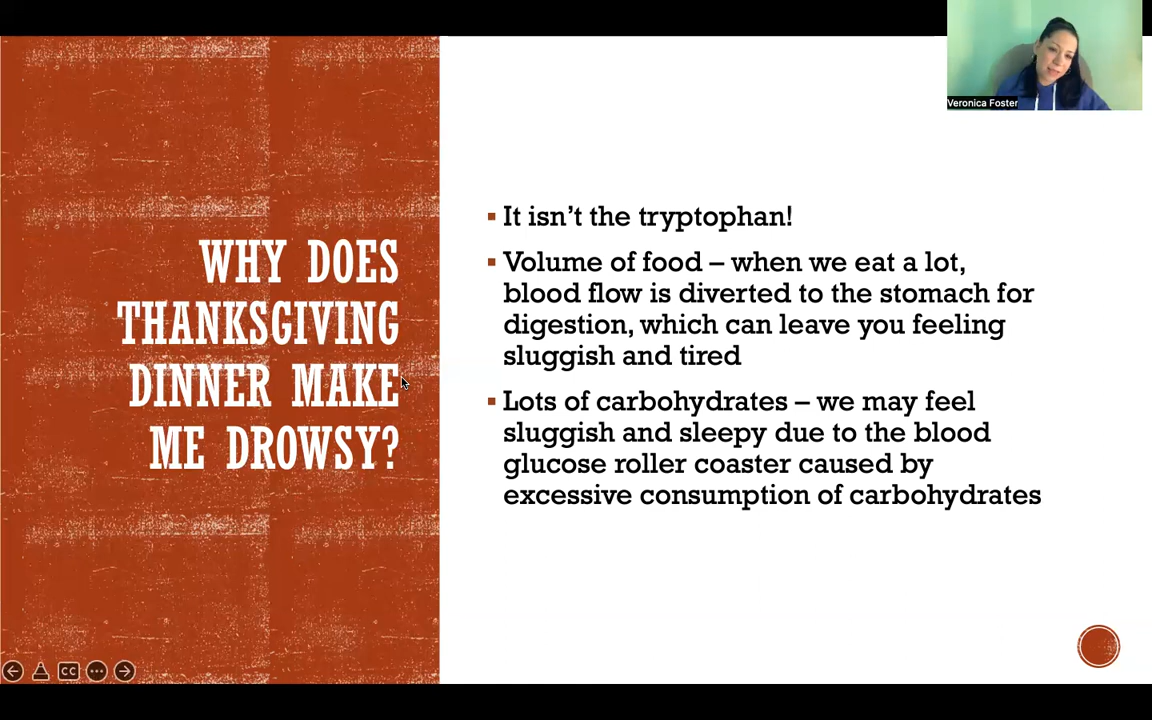 Veronica Foster
WHY DOES
THANKSGIVING
DINNER MAKE
ME DROWSY?
▪ It isn’t the tryptophan!
▪ Volume of food – when we eat a lot,
blood flow is diverted to the stomach for
digestion, which can leave you feeling
sluggish and tired
▪ Lots of carbohydrates – we may feel
sluggish and sleepy due to the blood
glucose roller coaster caused by
excessive consumption of carbohydrates
CC